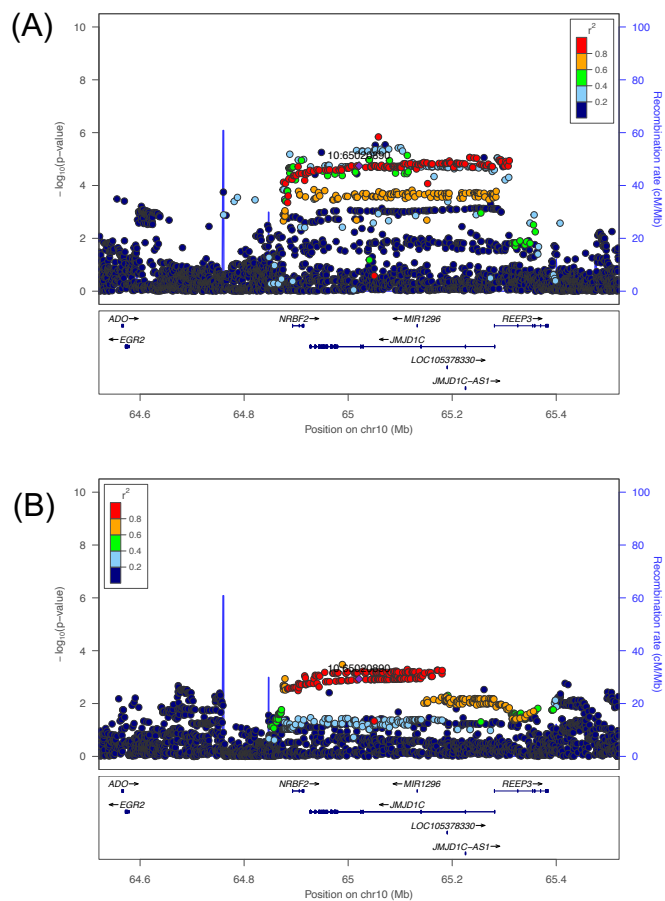 (A)
10
8
6
4
2
0
− log10(p−value)
100
80
60
40
20
0
Recombination rate (cM/Mb)
r2
0.8
0.6
0.4
0.2
10:65020890
ADO→
←EGR2
NRBF2→
←MIR1296
REEP3→
←JMJD1C
LOC105378330→
JMJD1C−AS1→
64.6
64.8
65
65.2
65.4
Position on chr10 (Mb)
(B)
10
8
6
4
2
0
− log10(p−value)
100
80
60
40
20
0
Recombination rate (cM/Mb)
r2
0.8
0.6
0.4
0.2
10:65020890
ADO→
←EGR2
NRBF2→
←MIR1296
REEP3→
←JMJD1C
LOC105378330→
JMJD1C−AS1→
64.6
64.8
65
65.2
65.4
Position on chr10 (Mb)